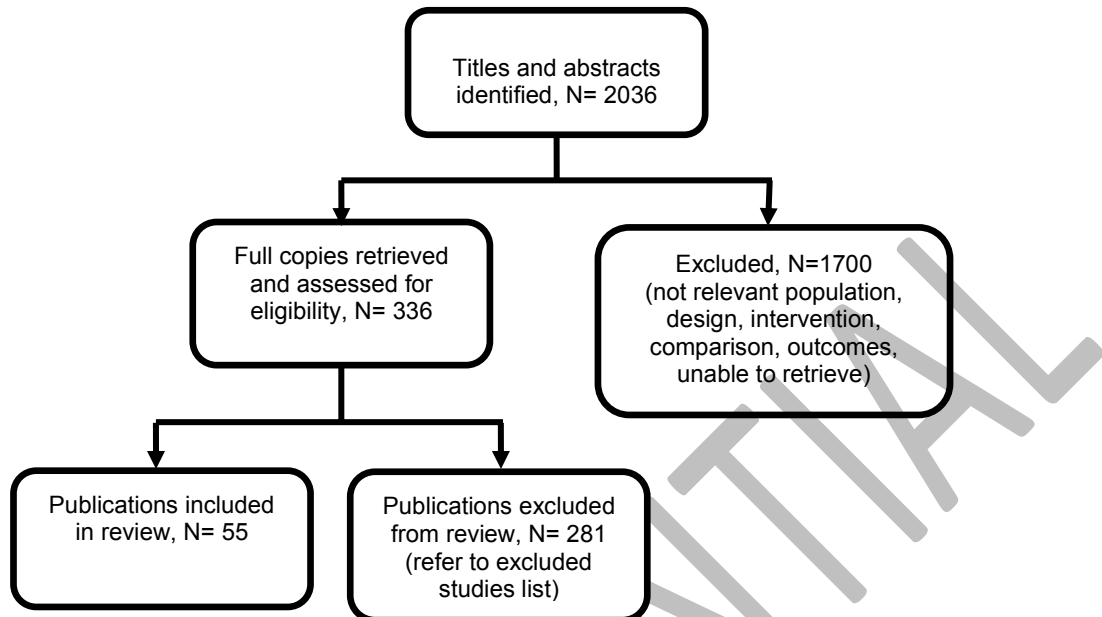 Titles and abstracts
identified, N= 2036
Full copies retrieved
and assessed for
eligibility, N= 336
Excluded, N=1700
(not relevant population,
design, intervention,
comparison, outcomes,
unable to retrieve)
Publications included
in review, N= 55
Publications excluded
from review, N= 281
(refer to excluded
studies list)
NTIAL